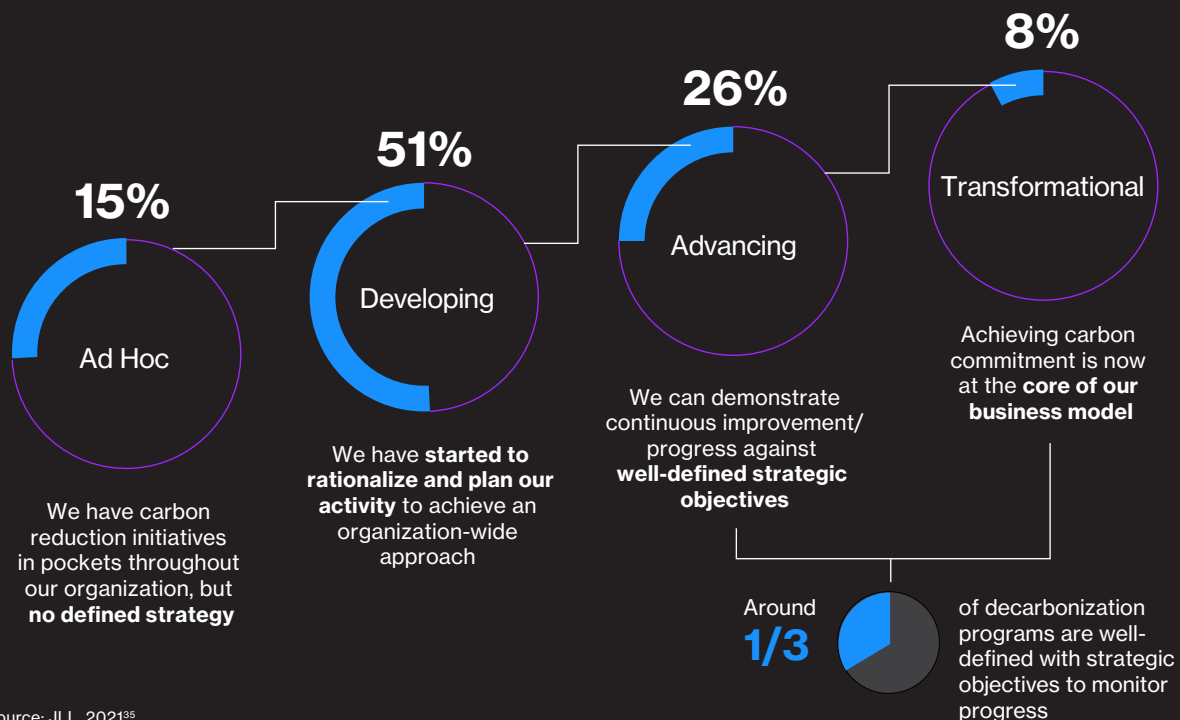 15%
Ad Hoc
We have carbon
reduction initiatives
in pockets throughout
our organization, but
no defined strategy
51%
Developing
We have started to
rationalize and plan our
activity to achieve an
organization-wide
approach
26%
Advancing
We can demonstrate
continuous improvement/
progress against
well-defined strategic
objectives
8%
Transformational
Achieving carbon
commitment is now
at the core of our
business model
Around
1/3
of decarbonization
programs are well-
defined with strategic
objectives to monitor
progress
ource: JLL, 2021³⁵